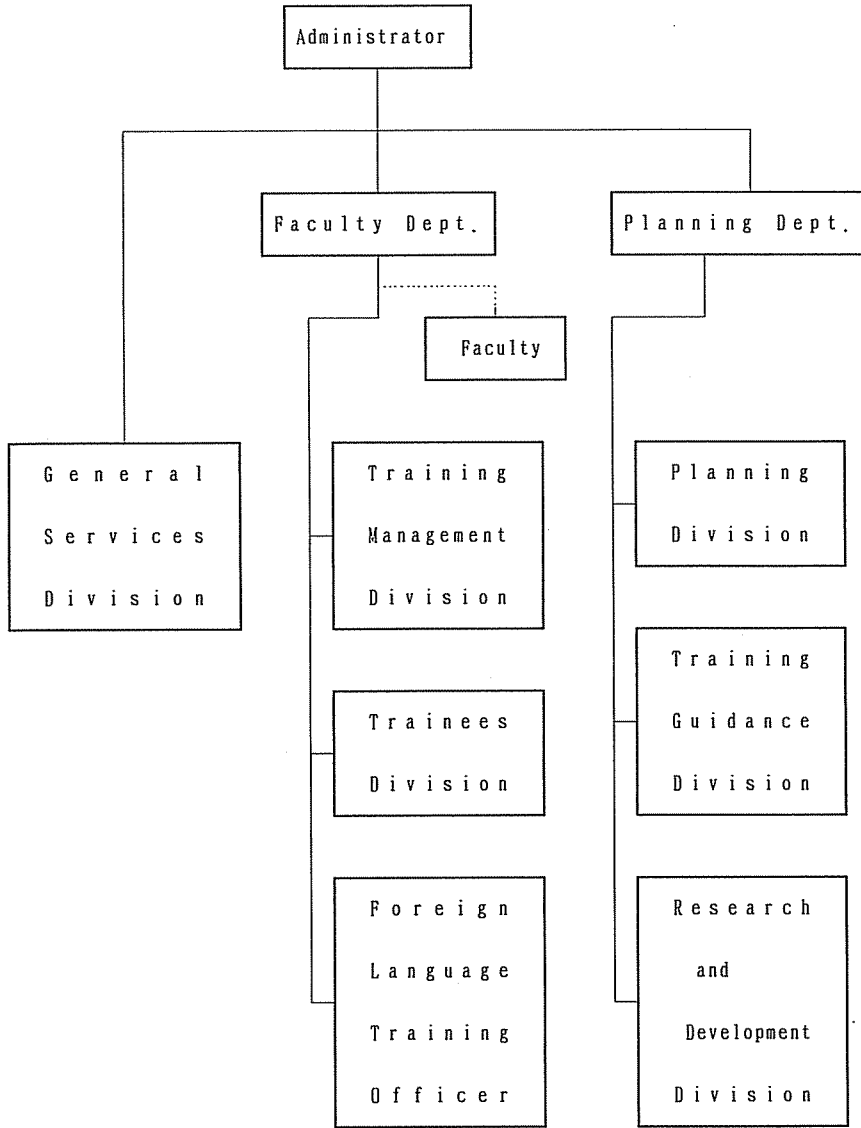 Administrator
Faculty Dept.
Planning Dept.
Faculty
General
Services
Division
Training
Management
Division
Trainees
Division
Foreign
Language
Training
Officer
Planning
Division
Training
Guidance
Division
Research
and
Development
Division